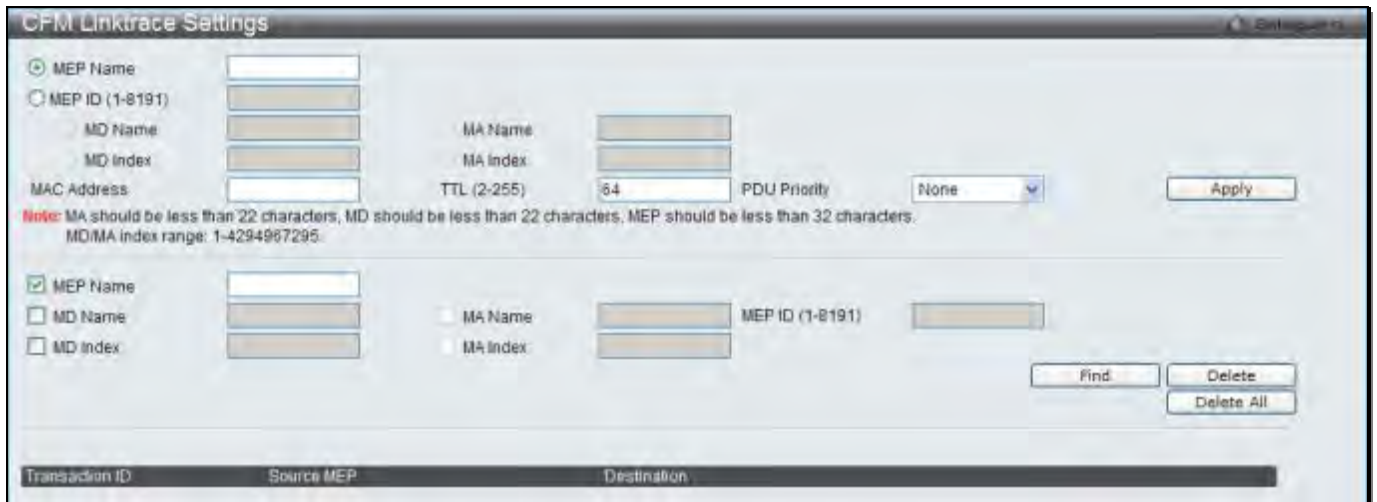 CFM Linktrace Settings
MEP Name
MEP ID (1-8191)
MD Name MA Name
MD Index MA Index
MAC Address TTL (2-255) 64 PDU Priority None Apply
Note: MA should be less than 22 characters, MD should be less than 22 characters, MEP should be less than 32 characters.
MD/MA index range: 1-4294967295.
MEP Name
MD Name MA Name MEP ID (1-8191)
MD Index MA Index
Find Delete
Delete All
Transaction ID Source MEP Destination